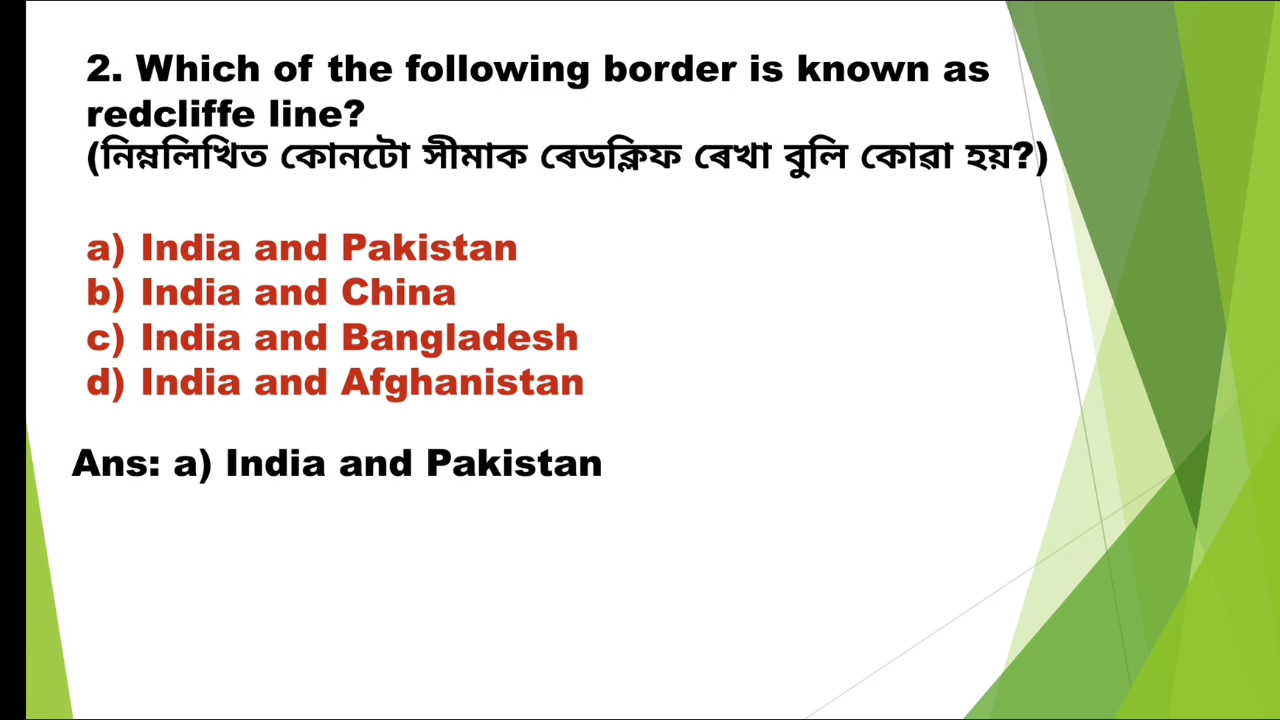 2. Which of the following border is known as
redcliffe line?
(নিম্নলিখিত কোনটো সীমাক ৰেডক্লিফ ৰেখা বুলি কোৱা হয়?)
a) India and Pakistan
b) India and China
c) India and Bangladesh
d) India and Afghanistan
Ans: a) India and Pakistan